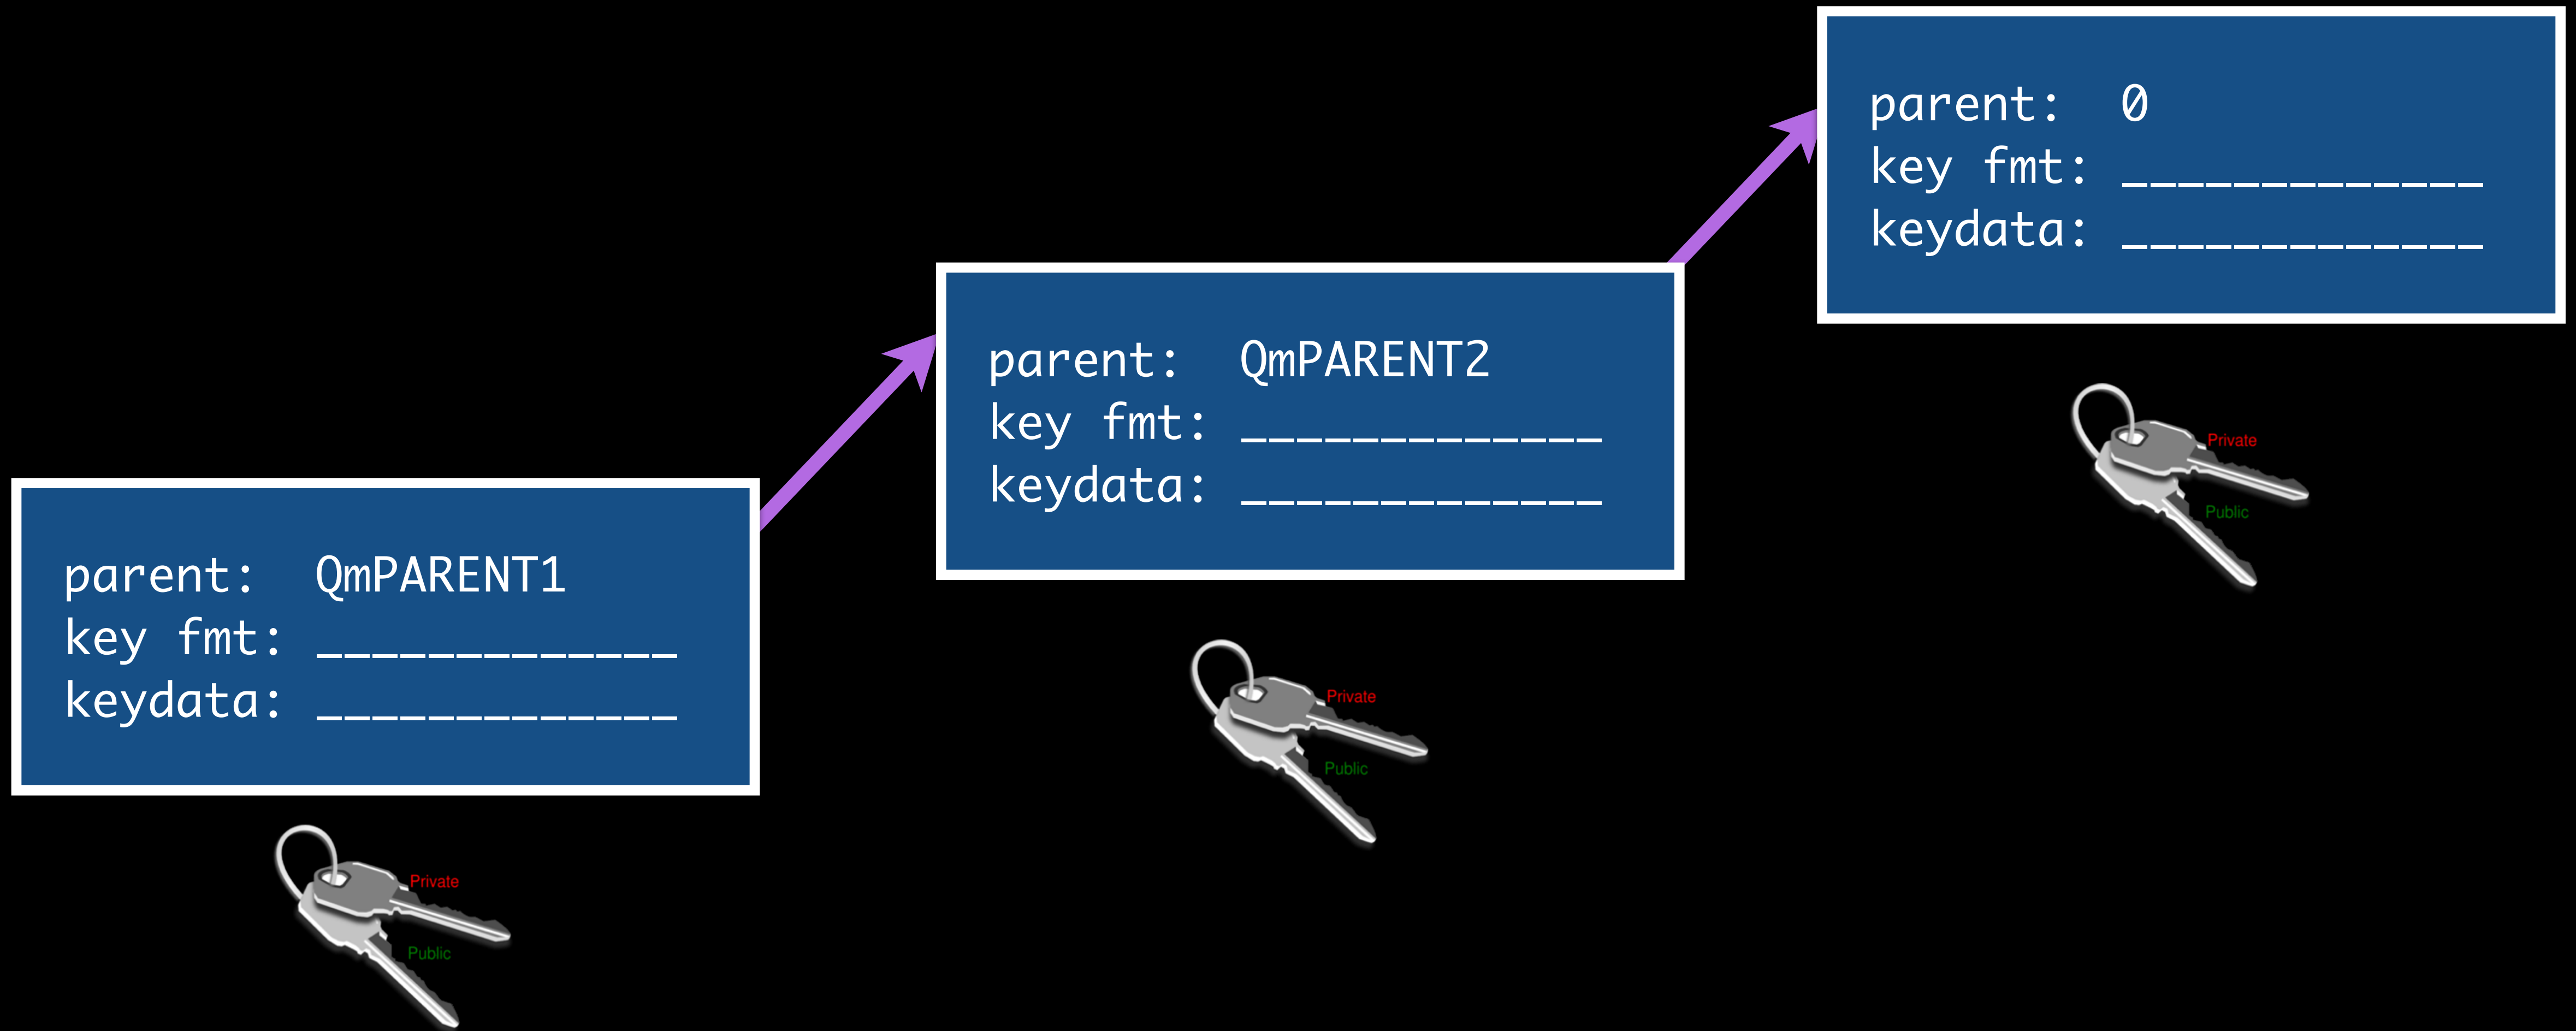 parent: 0
key fmt: _____________
keydata: _____________
parent: QmPARENT2
key fmt: _____________
keydata: _____________
Private
Public
parent: QmPARENT1
key fmt: _____________
keydata: _____________
Private
Public
Private
Public